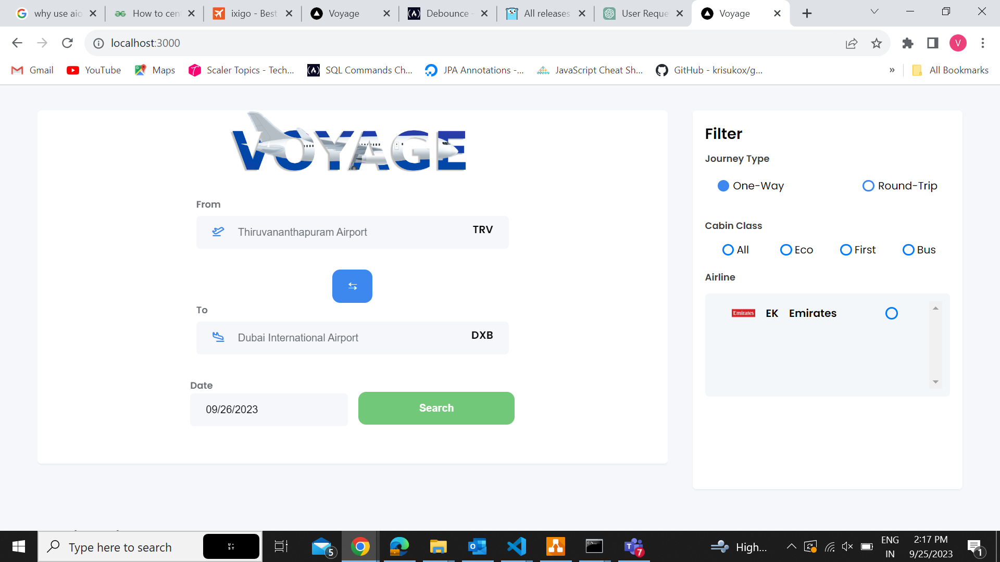 why use aio
How to cen
ixigo - Best
Voyage
Debounce -
All releases
User Reque
Voyage
localhost:3000
V
Gmail
YouTube
Maps
Scaler Topics - Tech...
SQL Commands Ch...
JPA Annotations -...
JavaScript Cheat Sh...
GitHub - krisukox/g...
»
All Bookmarks
VOYAGE
From
Thiruvananthapuram Airport TRV
To
Dubai International Airport DXB
Date
09/26/2023
Search
Filter
Journey Type
One-Way Round-Trip
Cabin Class
All Eco First Bus
Airline
Emirates EK Emirates
Type here to search
5
7
High...
ENG
IN
2:17 PM
9/25/2023
1